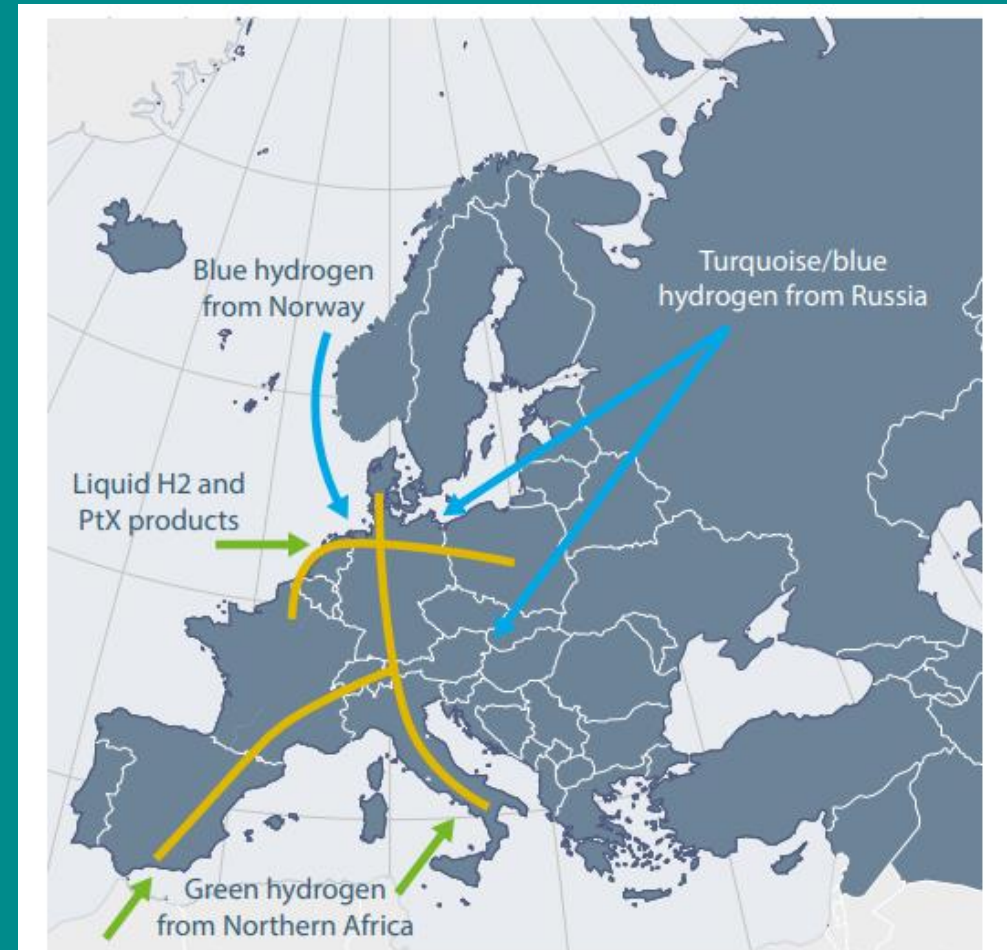 Blue hydrogen
from Norway
Turquoise/blue
hydrogen from Russia
Liquid H2 and
PtX products
Green hydrogen
from Northern Africa